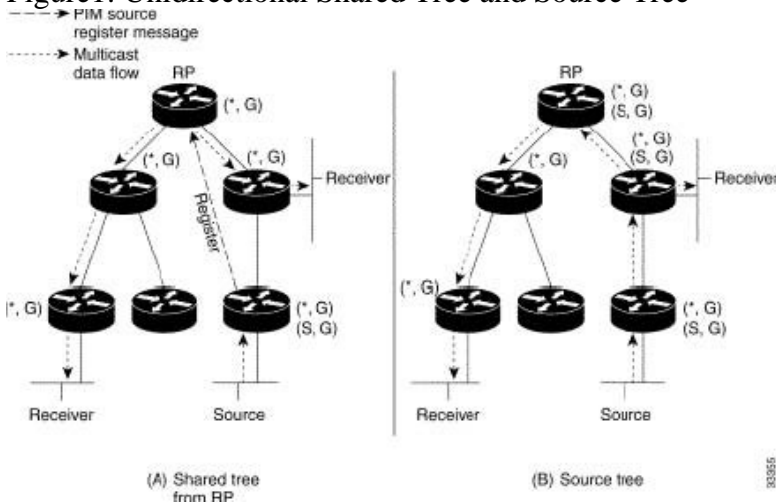 Figure1. Unidirectional Shared Tree and Source Tree
PIM source
register message
Multicast
data flow
RP
(*, G)
(*, G)
(*, G)
Receiver
Register
(*, G)
(*, G)
(S, G)
Receiver
Source
(A) Shared tree
from RP
RP
(*, G)
(S, G)
(*, G)
(*, G)
(S, G)
Receiver
(*, G)
(*, G)
(S, G)
Receiver
Source
(B) Source tree
33355